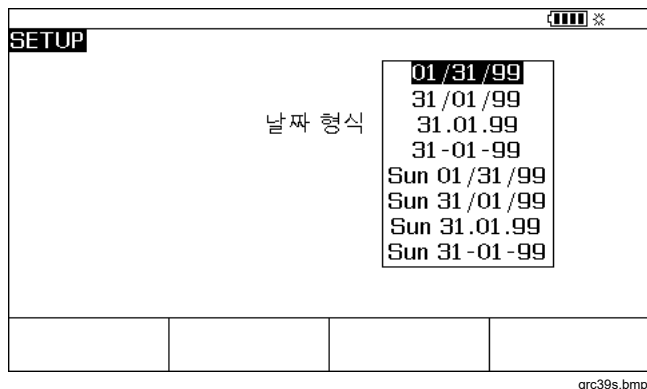 SETUP
날짜 형식
01/31/99
31/01/99
31.01.99
31-01-99
Sun 01/31/99
Sun 31/01/99
Sun 31.01.99
Sun 31-01-99
grc39s.bmp